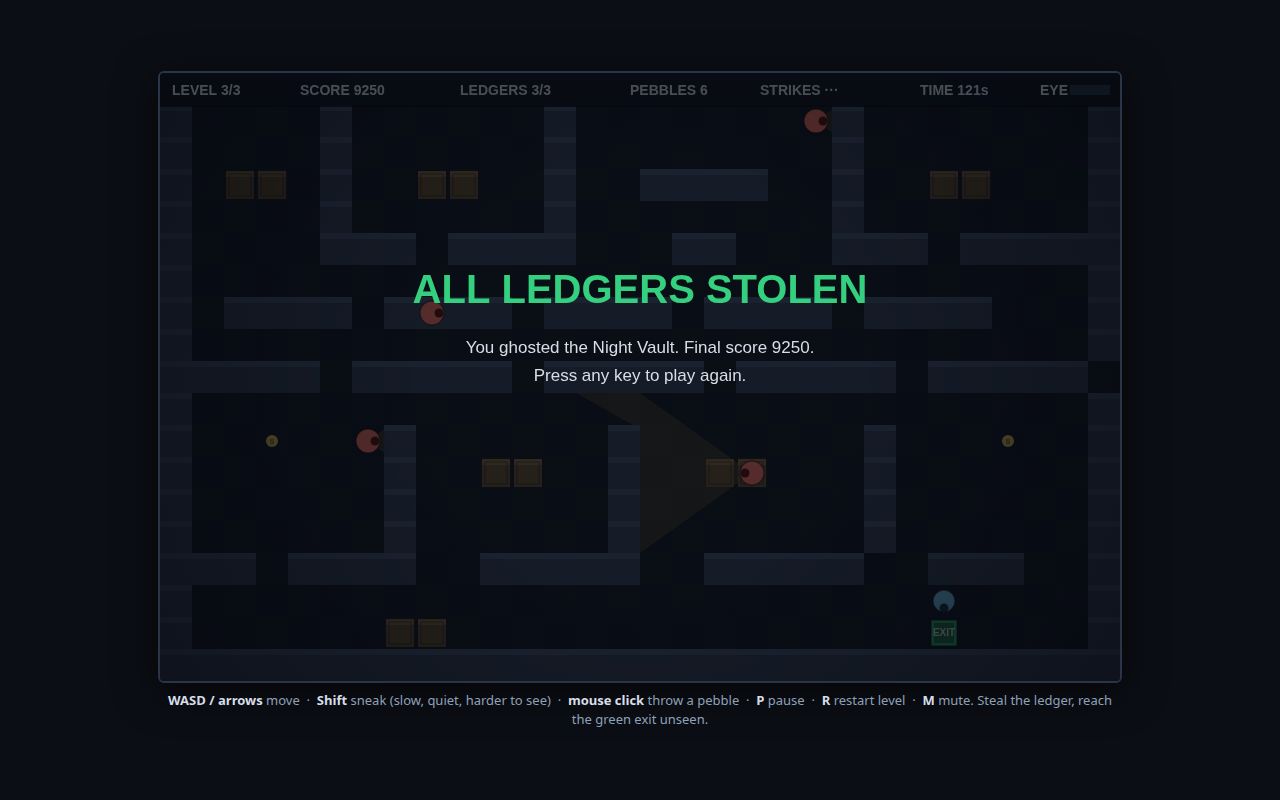 LEVEL 3/3 SCORE 9250 LEDGERS 3/3 PEBBLES 6 STRIKES ··· TIME 121s EYE
ALL LEDGERS STOLEN
You ghosted the Night Vault. Final score 9250.
Press any key to play again.
EXIT
WASD / arrows move · Shift sneak (slow, quiet, harder to see) · mouse click throw a pebble · P pause · R restart level · M mute. Steal the ledger, reach
the green exit unseen.